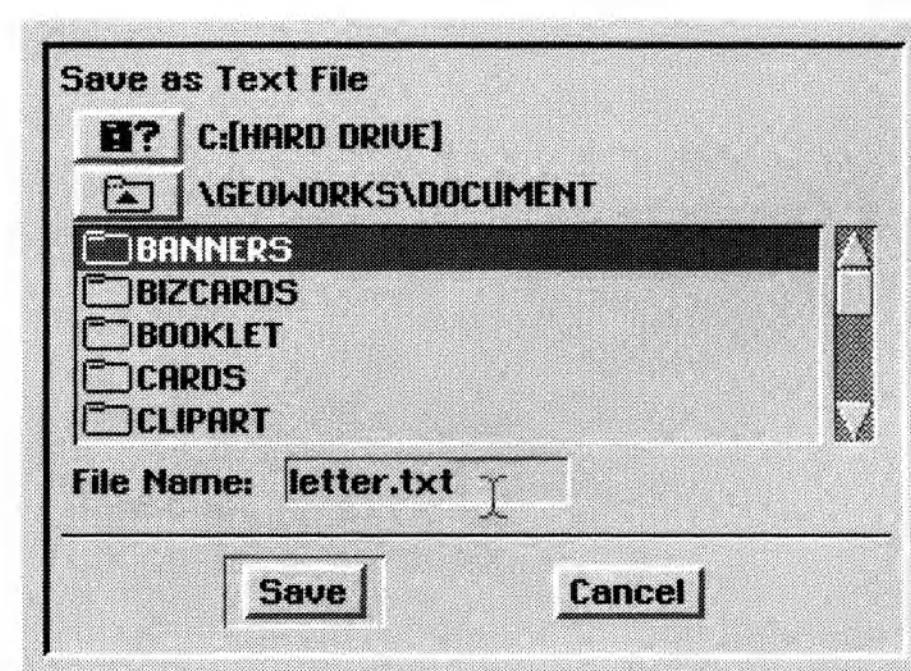 Save as Text File
? C:[HARD DRIVE]
\GEOWORKS\DOCUMENT
BANNERS
BIZCARDS
BOOKLET
CARDS
CLIPART
File Name: letter.txt
Save Cancel